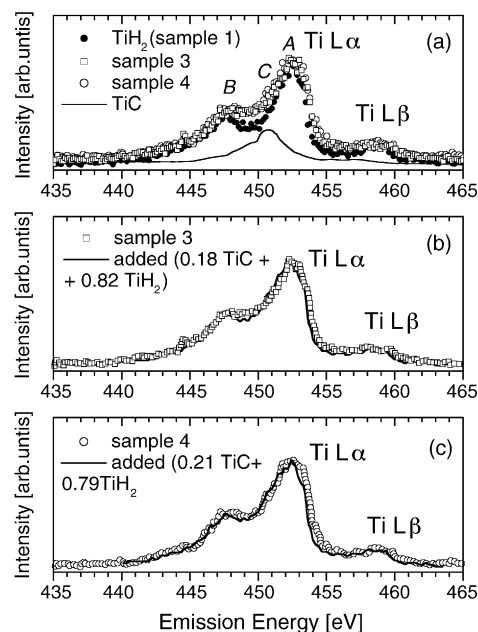 TiH2 (sample 1)
sample 3
sample 4
TiC
A
B
C
Ti Lα
Ti Lβ
(a)
Intensity [arb.untis]
435 440 445 450 455 460 465
sample 3
added (0.18 TiC +
+ 0.82 TiH2)
Ti Lα
Ti Lβ
(b)
Intensity [arb.untis]
435 440 445 450 455 460 465
sample 4
added (0.21 TiC+
0.79TiH2
Ti Lα
Ti Lβ
(c)
Intensity [arb.untis]
435 440 445 450 455 460 465
Emission Energy [eV]